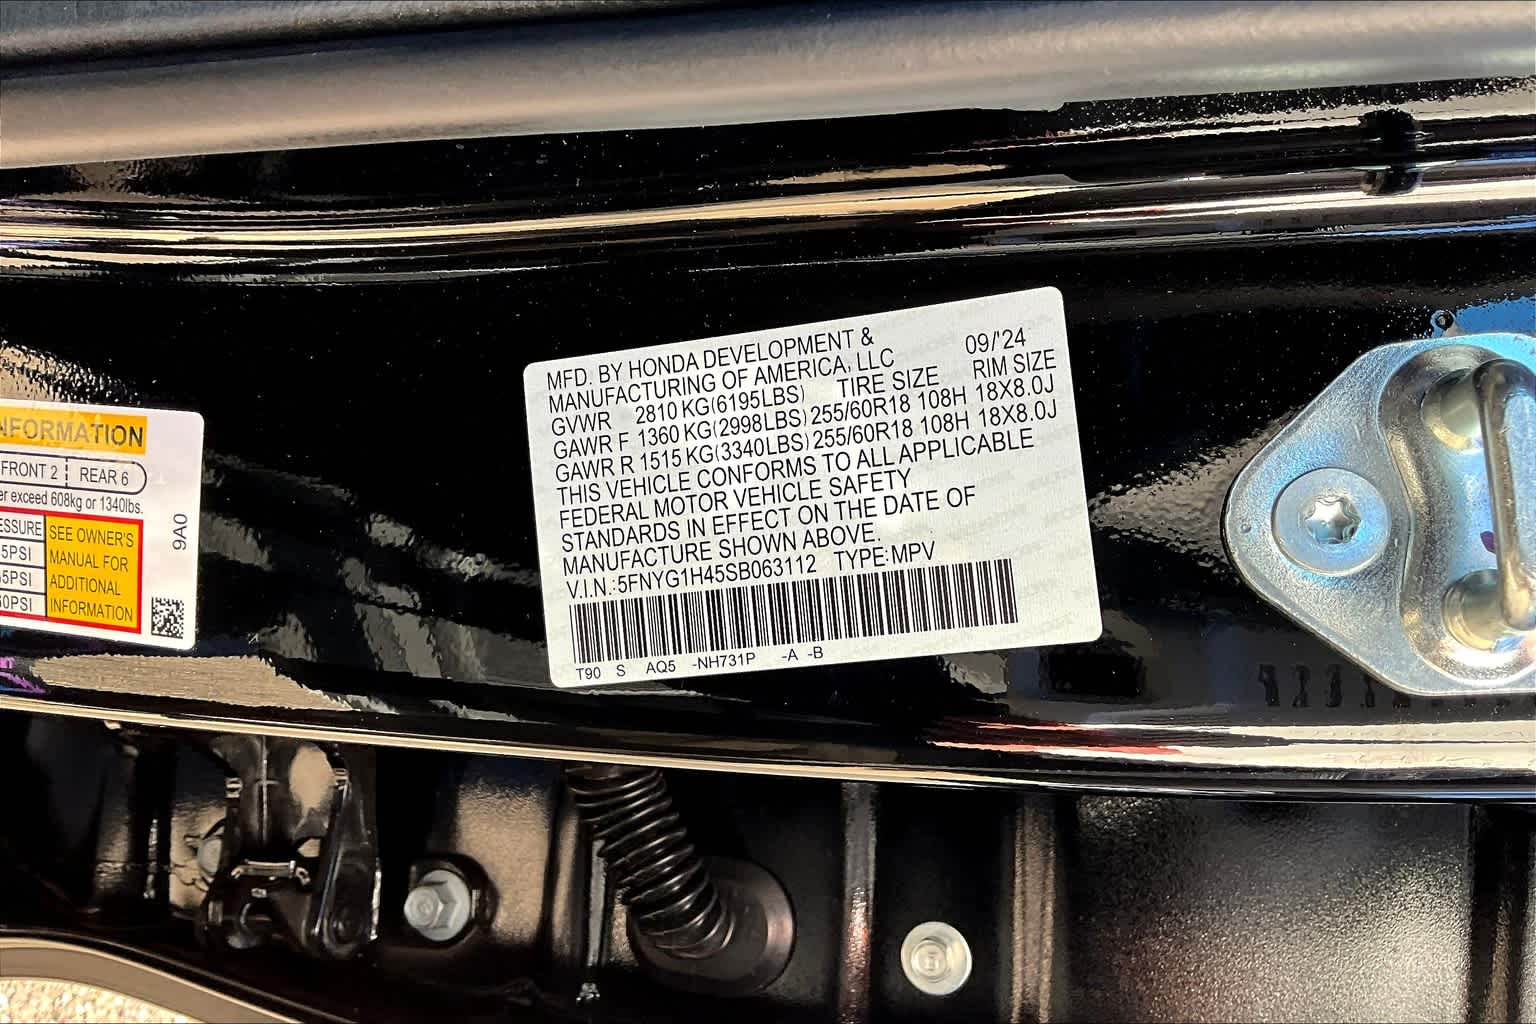 MFD. BY HONDA DEVELOPMENT &
MANUFACTURING OF AMERICA, LLC 09/'24
GVWR 2810 KG(6195LBS) TIRE SIZE RIM SIZE
GAWR F 1360 KG(2998LBS) 255/60R18 108H 18X8.0J
GAWR R 1515 KG(3340LBS) 255/60R18 108H 18X8.0J
THIS VEHICLE CONFORMS TO ALL APPLICABLE
FEDERAL MOTOR VEHICLE SAFETY
STANDARDS IN EFFECT ON THE DATE OF
MANUFACTURE SHOWN ABOVE.
V.I.N.:5FNYG1H45SB063112 TYPE:MPV
T90 S AQ5 -NH731P -A -B
FRONT 2 REAR 6
exceed 608kg or 1340lbs.
SEE OWNER'S
MANUAL FOR
ADDITIONAL
INFORMATION
9A0